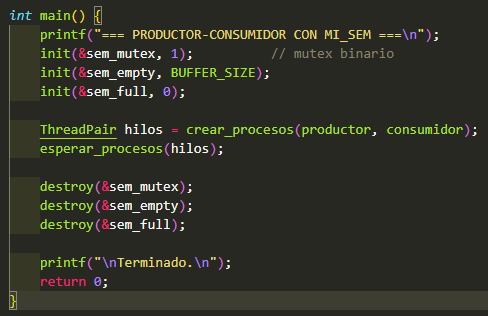 int main() {
    printf("=== PRODUCTOR-CONSUMIDOR CON MI_SEM ===\n");
    init(&sem_mutex, 1);          // mutex binario
    init(&sem_empty, BUFFER_SIZE);
    init(&sem_full, 0);

    ThreadPair hilos = crear_procesos(productor, consumidor);
    esperar_procesos(hilos);

    destroy(&sem_mutex);
    destroy(&sem_empty);
    destroy(&sem_full);

    printf("\nTerminado.\n");
    return 0;
}